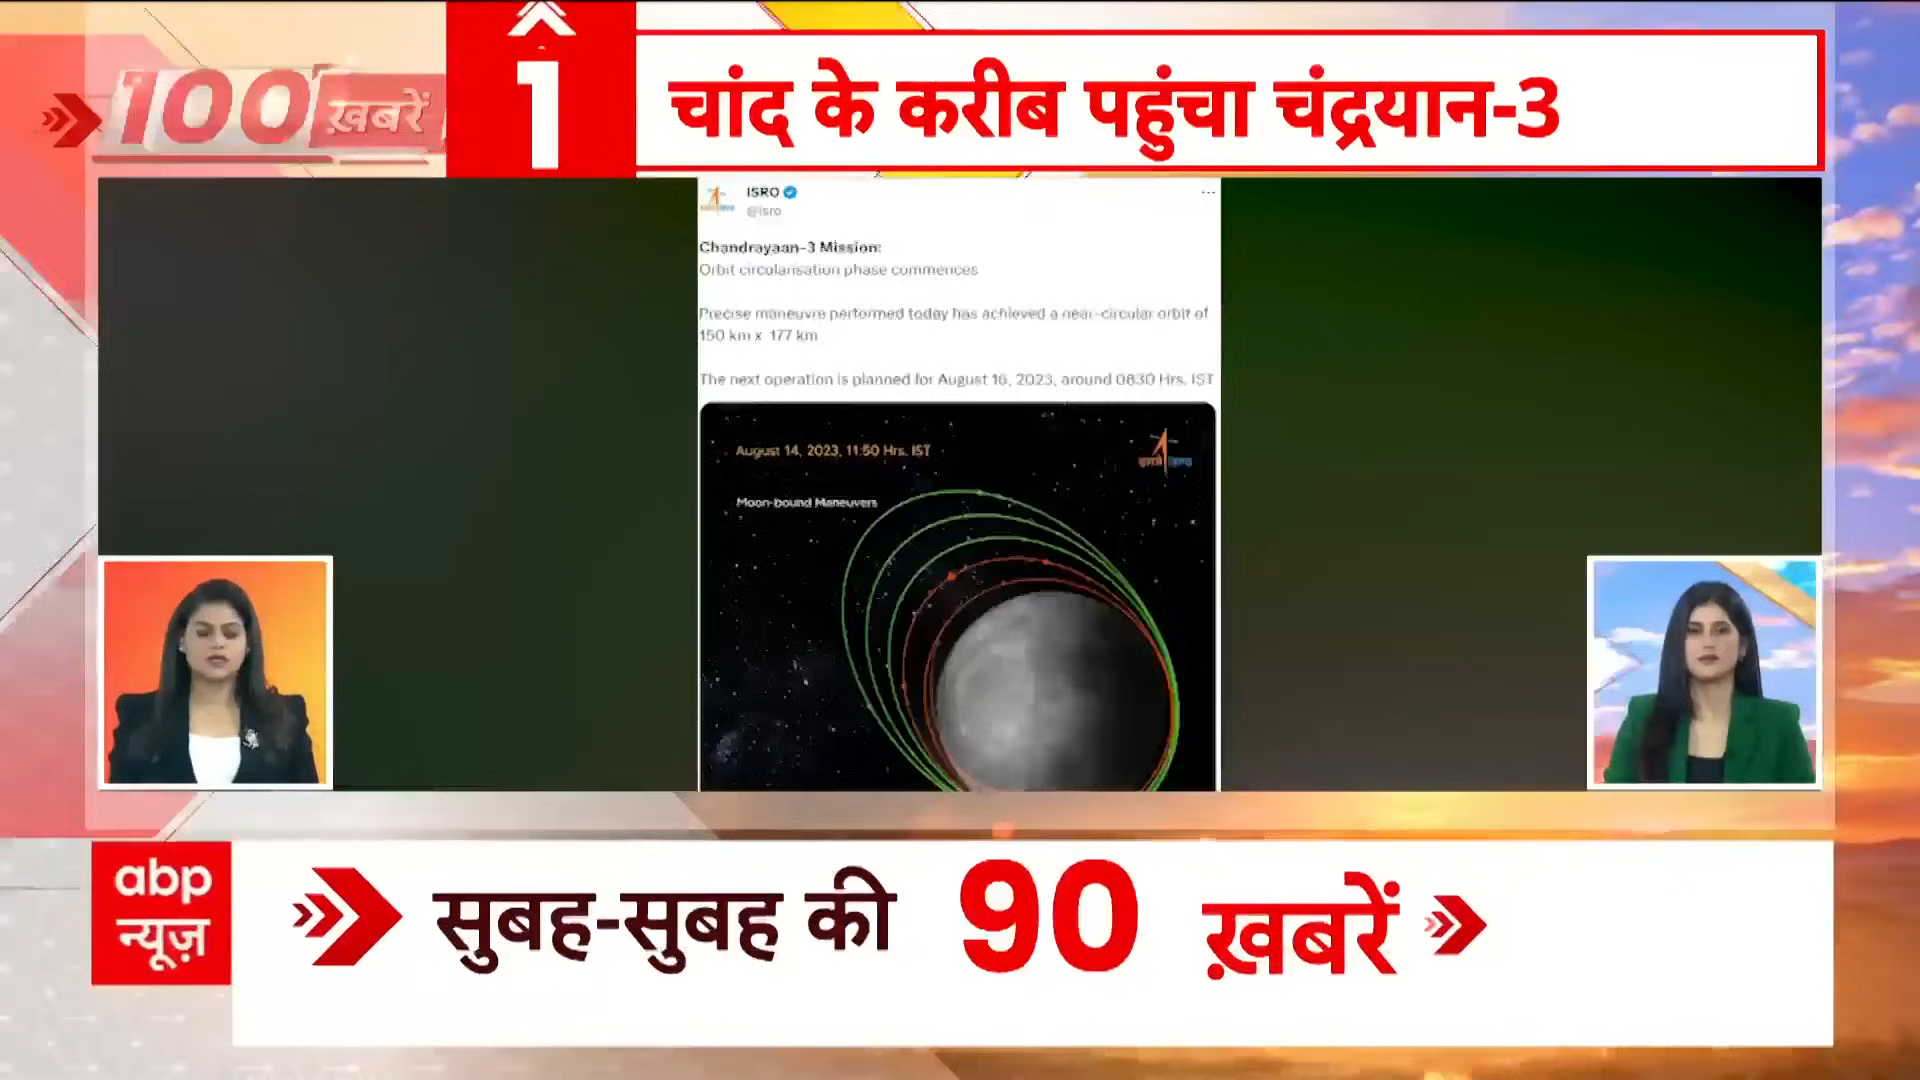 100 ख़बरें
1
चांद के करीब पहुंचा चंद्रयान-3
ISRO
@isro
Chandrayaan-3 Mission:
Orbit circularisation phase commences
Precise maneuvre performed today has achieved a near-circular orbit of
150 km x 177 km
The next operation is planned for August 16, 2023, around 0830 Hrs. IST
August 14, 2023, 11:50 Hrs. IST
इसरो isro
Moon-bound Maneuvers
abp
न्यूज़
सुबह-सुबह की 90 ख़बरें